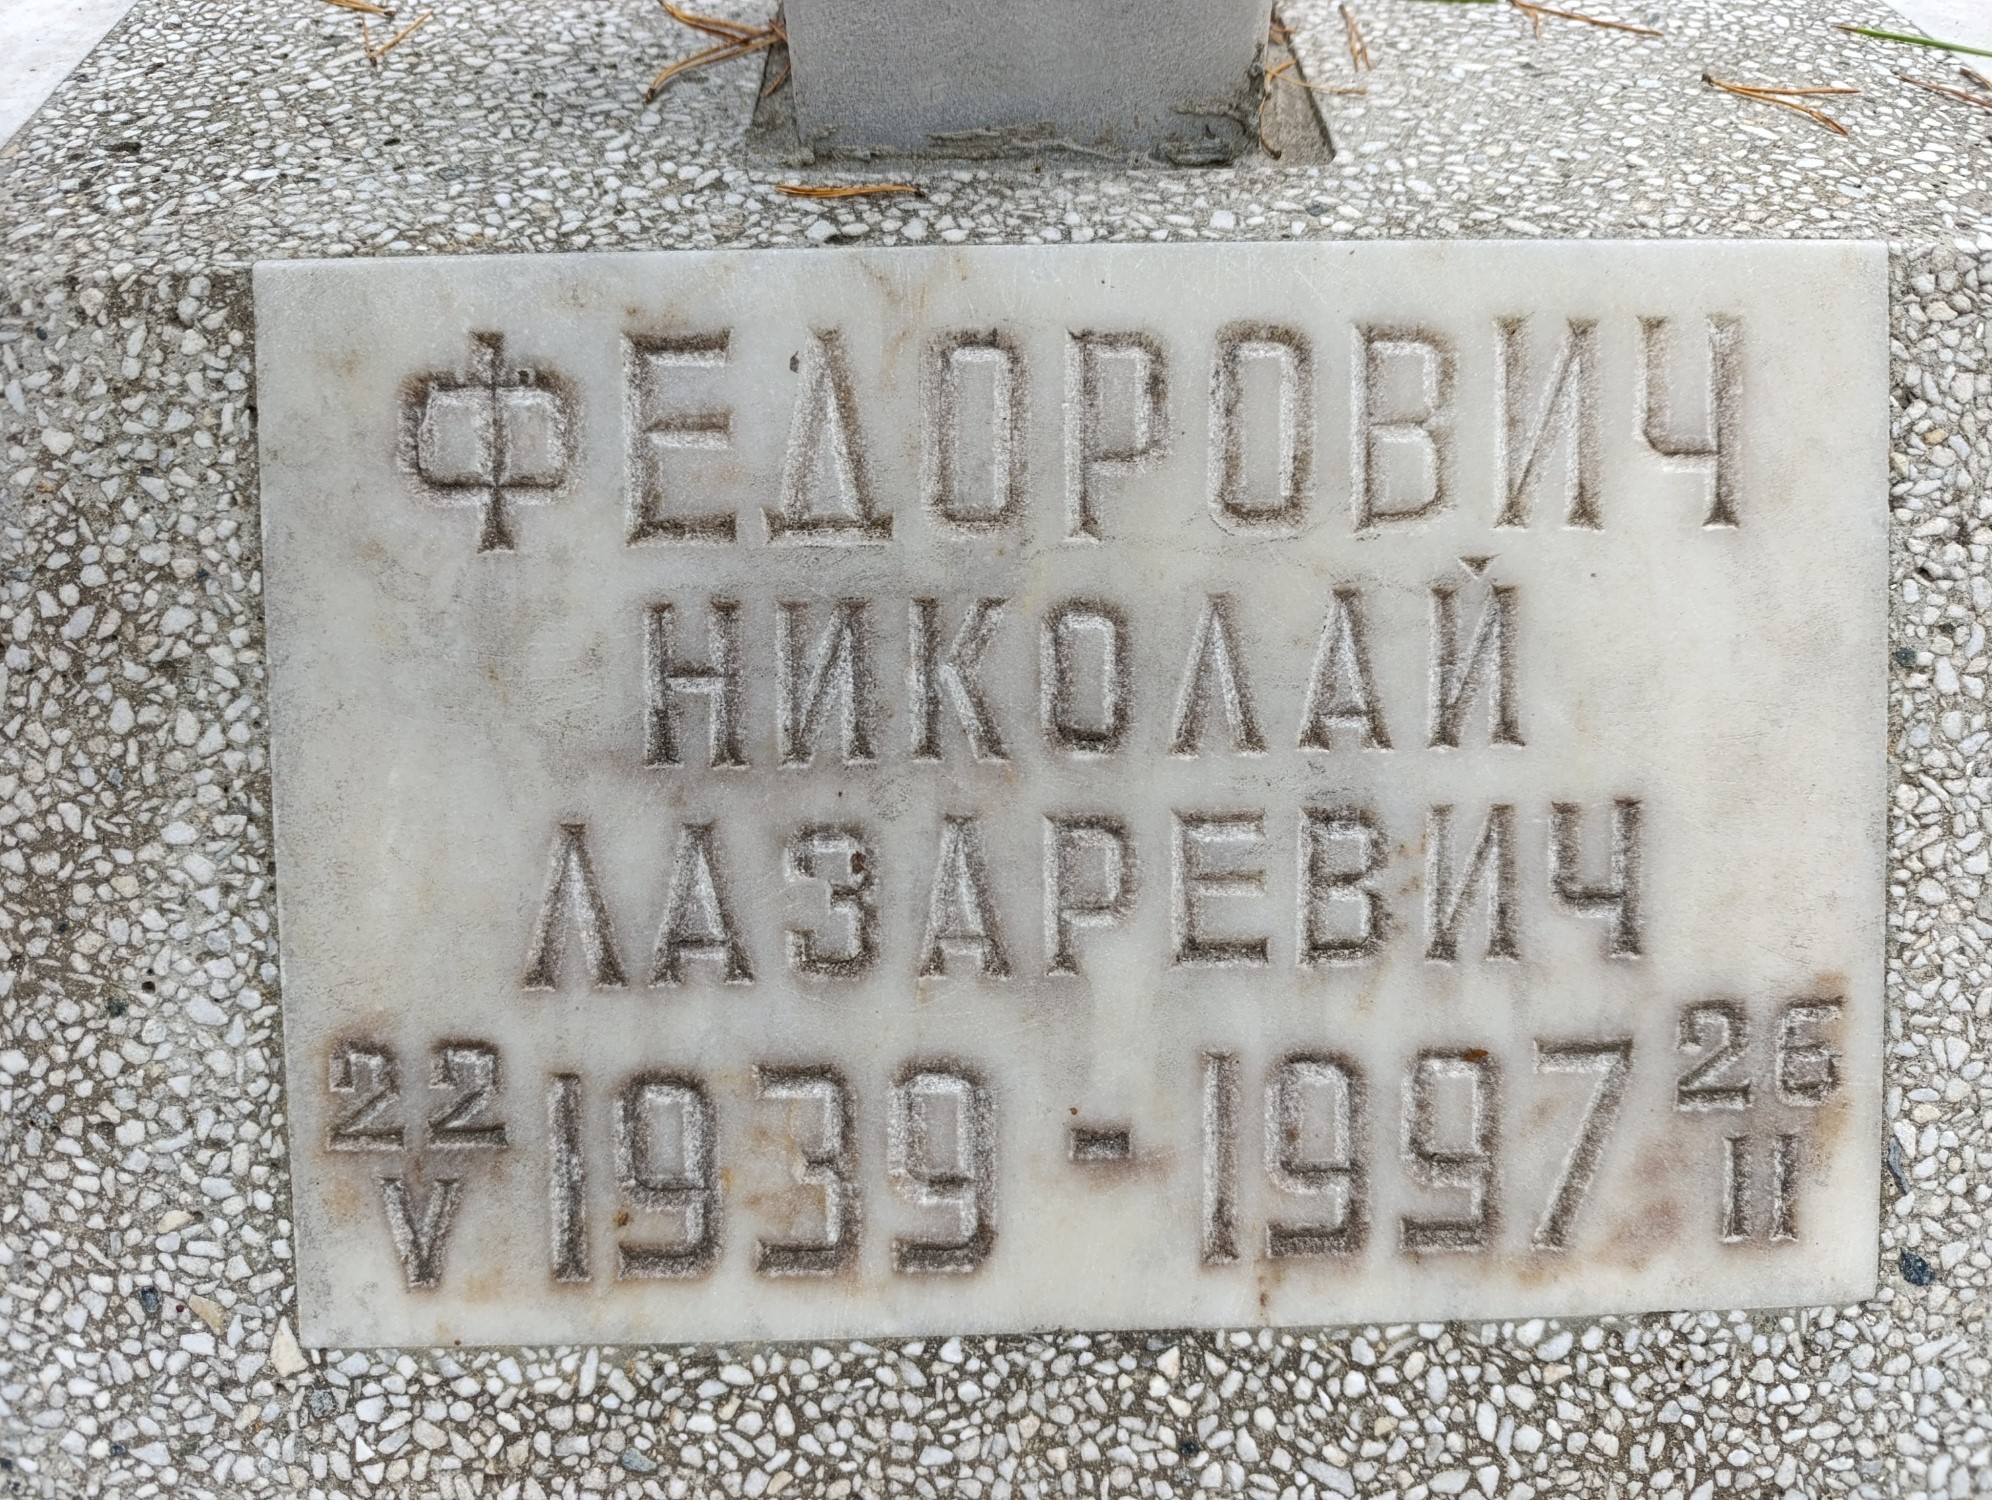 ФЕДОРОВИЧ
НИКОЛАЙ
ЛАЗАРЕВИЧ
22 V 1939 - 1997 26 II